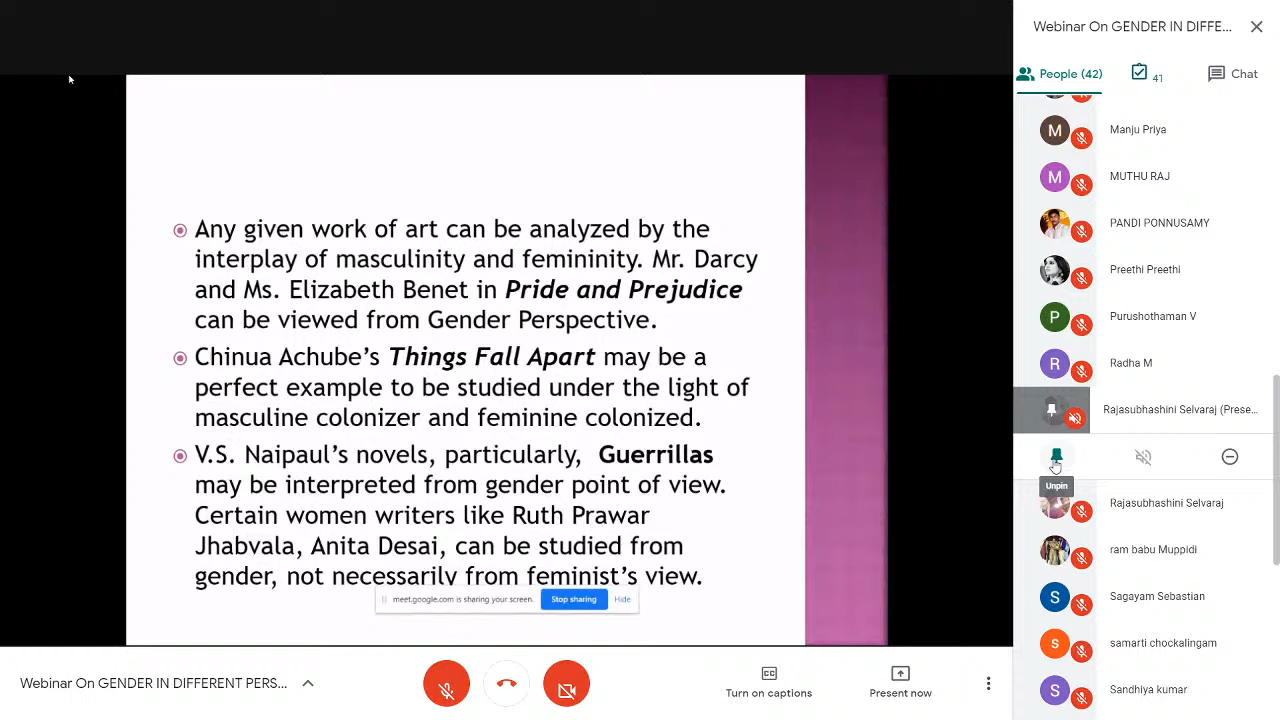 Webinar On GENDER IN DIFFE...
People (42)
41
Chat
Any given work of art can be analyzed by the
interplay of masculinity and femininity. Mr. Darcy
and Ms. Elizabeth Benet in Pride and Prejudice
can be viewed from Gender Perspective.
Chinua Achube’s Things Fall Apart may be a
perfect example to be studied under the light of
masculine colonizer and feminine colonized.
V.S. Naipaul’s novels, particularly, Guerrillas
may be interpreted from gender point of view.
Certain women writers like Ruth Prawar
Jhabvala, Anita Desai, can be studied from
gender, not necessarily from feminist’s view.
meet.google.com is sharing your screen.
Stop sharing
Hide
M
Manju Priya
M
MUTHU RAJ
PANDI PONNUSAMY
Preethi Preethi
P
Purushothaman V
R
Radha M
Rajasubhashini Selvaraj (Prese...
Unpin
Rajasubhashini Selvaraj
ram babu Muppidi
S
Sagayam Sebastian
s
samarti chockalingam
S
Sandhiya kumar
Webinar On GENDER IN DIFFERENT PERS...
Turn on captions
Present now